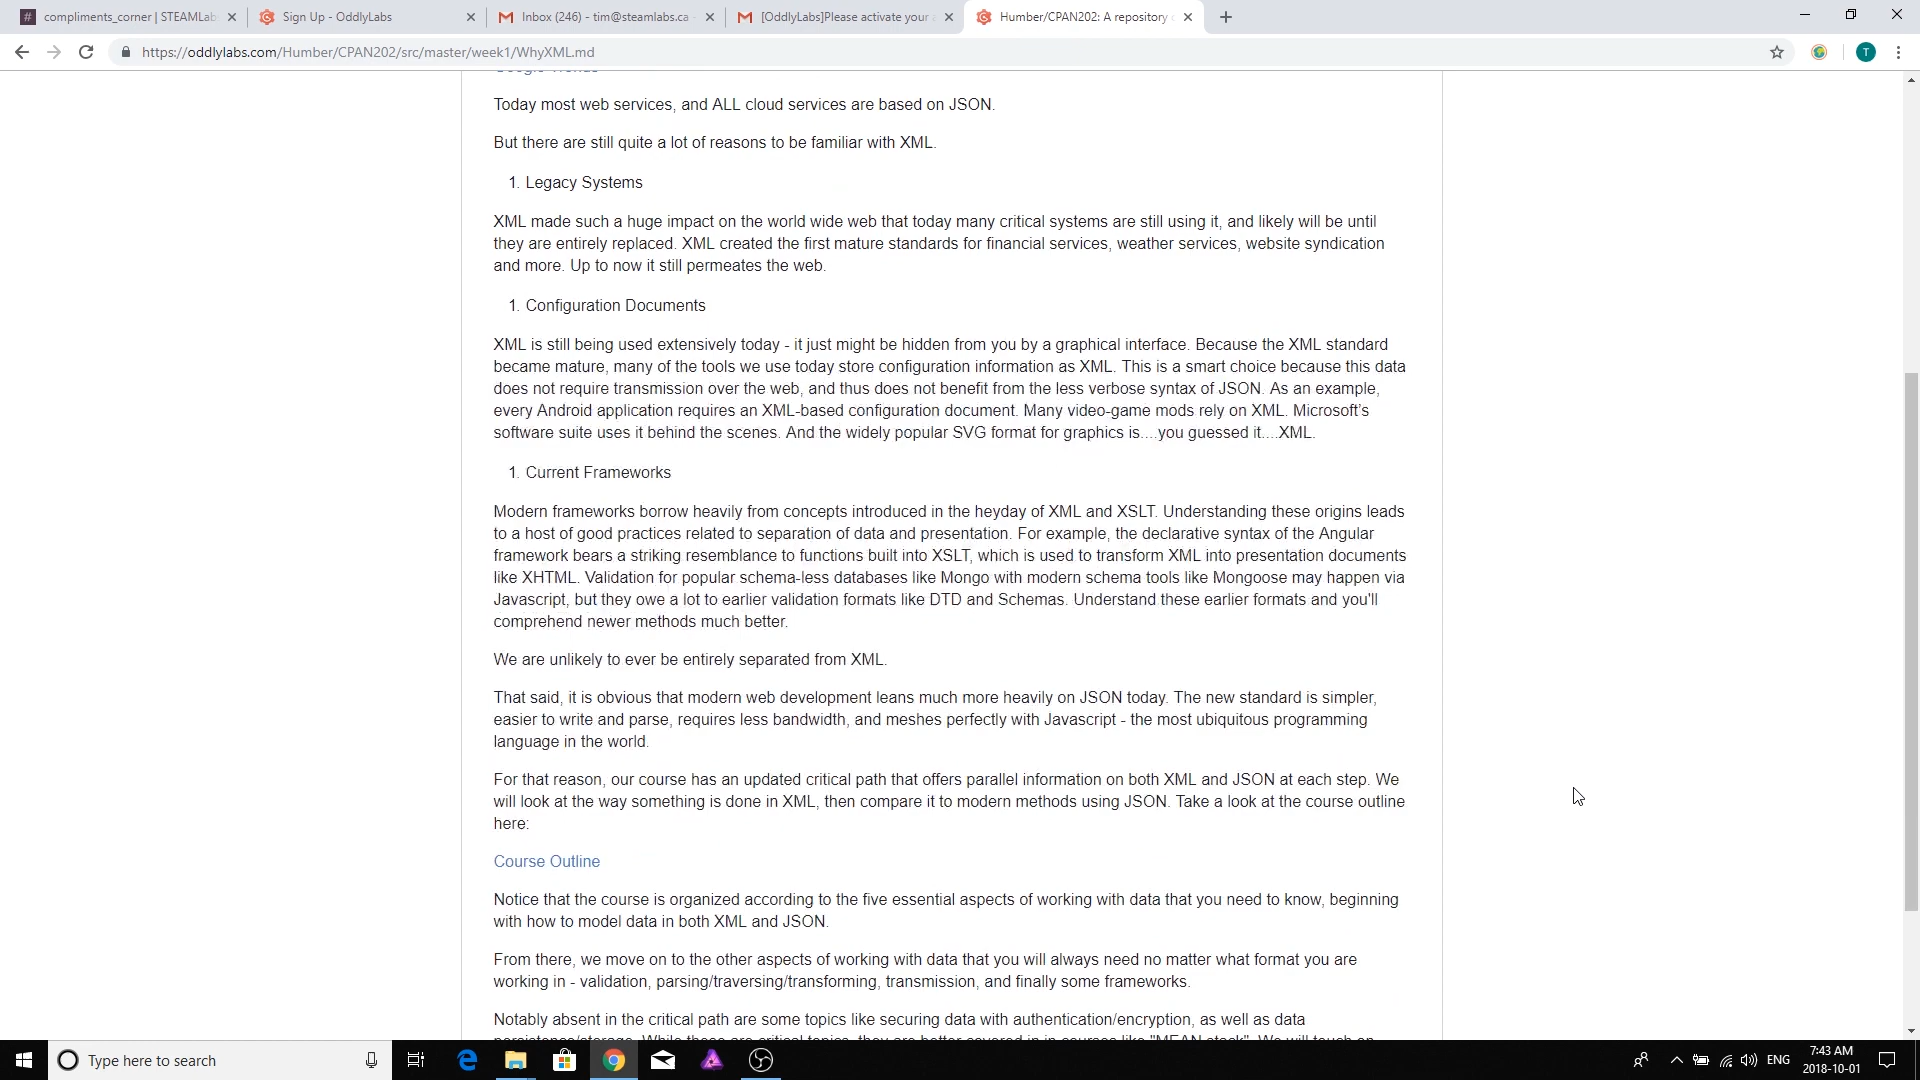 compliments_corner | STEAMLab
Sign Up - OddlyLabs
Inbox (246) - tim@steamlabs.ca -
[OddlyLabs]Please activate your a
Humber/CPAN202: A repository
https://oddlylabs.com/Humber/CPAN202/src/master/week1/WhyXML.md
T
Today most web services, and ALL cloud services are based on JSON.
But there are still quite a lot of reasons to be familiar with XML.
1. Legacy Systems
XML made such a huge impact on the world wide web that today many critical systems are still using it, and likely will be until
they are entirely replaced. XML created the first mature standards for financial services, weather services, website syndication
and more. Up to now it still permeates the web.
1. Configuration Documents
XML is still being used extensively today - it just might be hidden from you by a graphical interface. Because the XML standard
became mature, many of the tools we use today store configuration information as XML. This is a smart choice because this data
does not require transmission over the web, and thus does not benefit from the less verbose syntax of JSON. As an example,
every Android application requires an XML-based configuration document. Many video-game mods rely on XML. Microsoft's
software suite uses it behind the scenes. And the widely popular SVG format for graphics is....you guessed it....XML.
1. Current Frameworks
Modern frameworks borrow heavily from concepts introduced in the heyday of XML and XSLT. Understanding these origins leads
to a host of good practices related to separation of data and presentation. For example, the declarative syntax of the Angular
framework bears a striking resemblance to functions built into XSLT, which is used to transform XML into presentation documents
like XHTML. Validation for popular schema-less databases like Mongo with modern schema tools like Mongoose may happen via
Javascript, but they owe a lot to earlier validation formats like DTD and Schemas. Understand these earlier formats and you'll
comprehend newer methods much better.
We are unlikely to ever be entirely separated from XML.
That said, it is obvious that modern web development leans much more heavily on JSON today. The new standard is simpler,
easier to write and parse, requires less bandwidth, and meshes perfectly with Javascript - the most ubiquitous programming
language in the world.
For that reason, our course has an updated critical path that offers parallel information on both XML and JSON at each step. We
will look at the way something is done in XML, then compare it to modern methods using JSON. Take a look at the course outline
here:
Course Outline
Notice that the course is organized according to the five essential aspects of working with data that you need to know, beginning
with how to model data in both XML and JSON.
From there, we move on to the other aspects of working with data that you will always need no matter what format you are
working in - validation, parsing/traversing/transforming, transmission, and finally some frameworks.
Notably absent in the critical path are some topics like securing data with authentication/encryption, as well as data
Type here to search
ENG
7:43 AM
2018-10-01